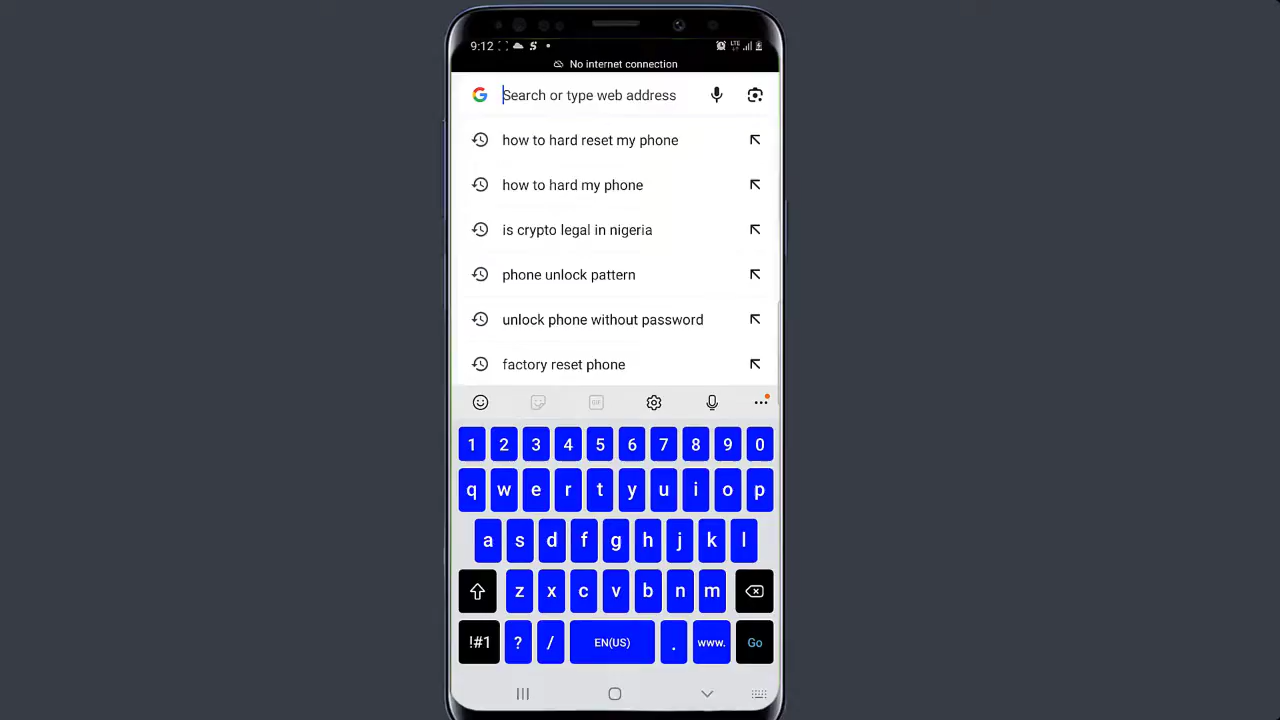 9:12
LTE
No internet connection
Search or type web address
how to hard reset my phone
how to hard my phone
is crypto legal in nigeria
phone unlock pattern
unlock phone without password
factory reset phone
GIF
1 2 3 4 5 6 7 8 9 0
q w e r t y u i o p
a s d f g h j k l
z x c v b n m
!#1 ? / EN(US) . www. Go